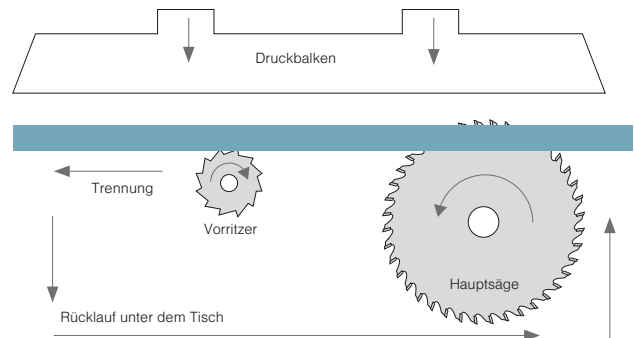 Druckbalken
Trennung
Vorritzer
Hauptsäge
Rücklauf unter dem Tisch